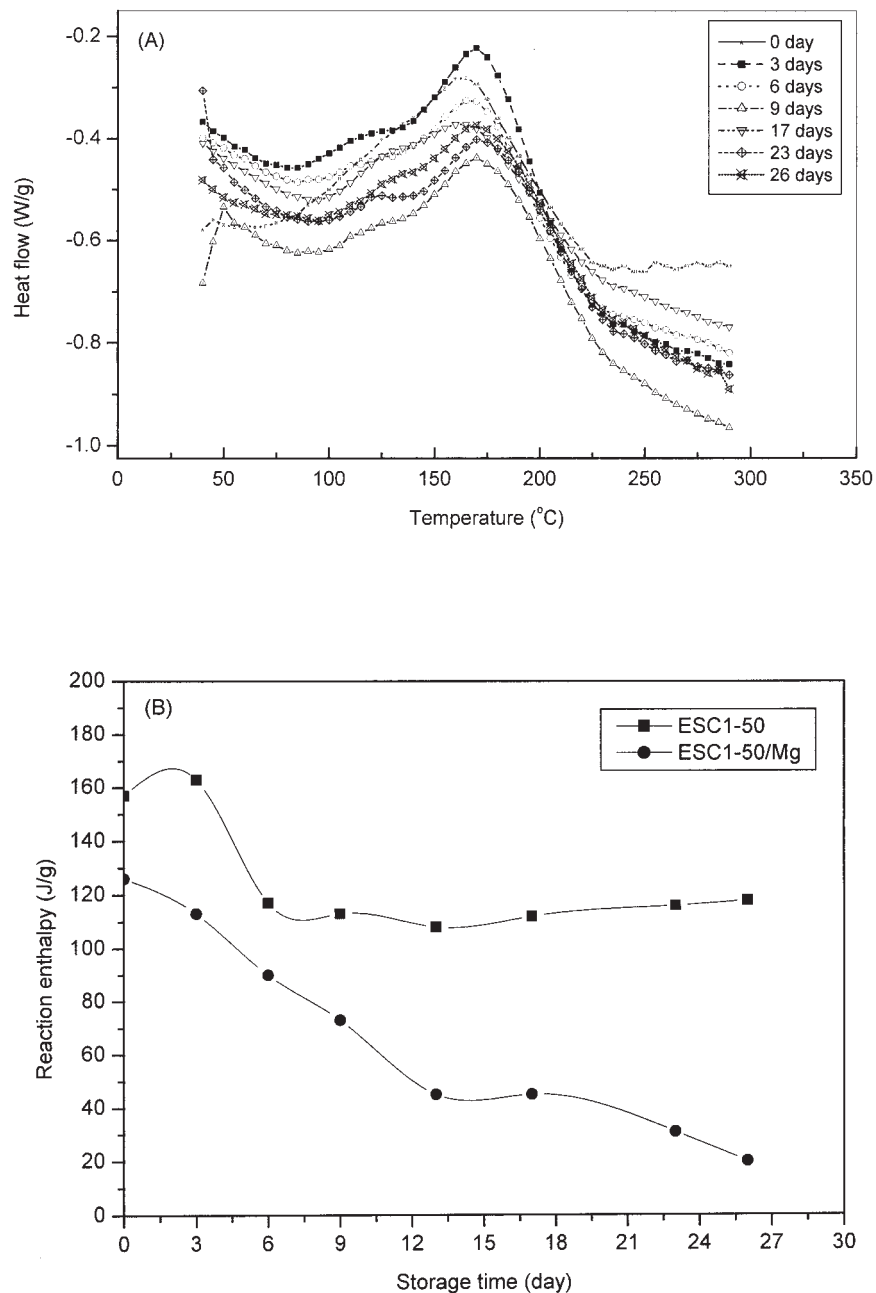 (A)
0 day
3 days
6 days
9 days
17 days
23 days
26 days
-0.2
-0.4
-0.6
-0.8
-1.0
Heat flow (W/g)
0 50 100 150 200 250 300 350
Temperature (°C)
(B)
ESC1-50
ESC1-50/Mg
200
180
160
140
120
100
80
60
40
20
0
Reaction enthalpy (J/g)
0 3 6 9 12 15 18 21 24 27 30
Storage time (day)